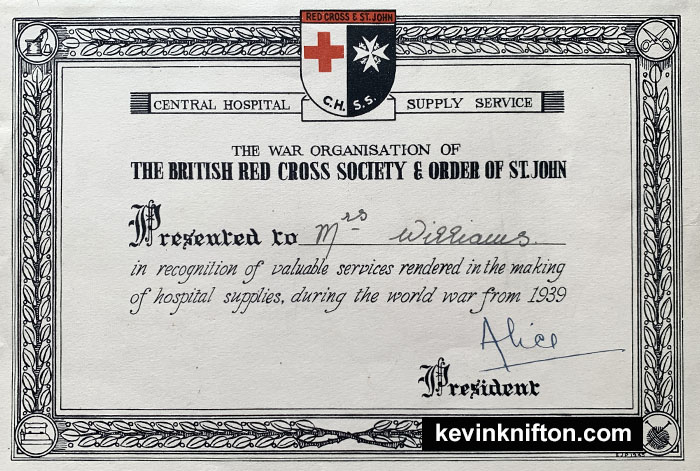 RED CROSS & ST. JOHN
C.H.S.S.
CENTRAL HOSPITAL SUPPLY SERVICE
THE WAR ORGANISATION OF
THE BRITISH RED CROSS SOCIETY & ORDER OF ST. JOHN
Presented to Mrs Williams.
in recognition of valuable services rendered in the making
of hospital supplies, during the world war from 1939
Alice
President
kevinknifton.com